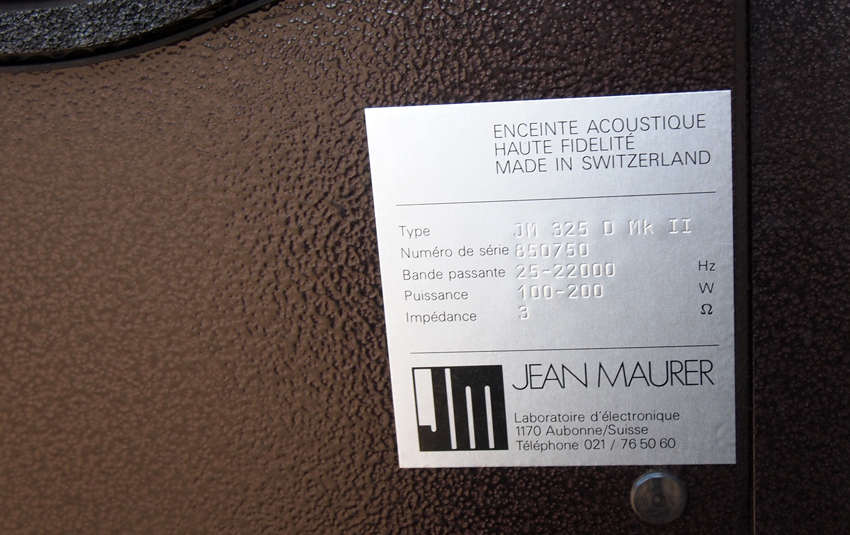 ENCEINTE ACOUSTIQUE
HAUTE FIDELITÉ
MADE IN SWITZERLAND
Type JM 325 D Mk II
Numéro de série 850750
Bande passante 25-22000 Hz
Puissance 100-200 W
Impédance 3 Ω
Jm JEAN MAURER
Laboratoire d'électronique
1170 Aubonne/Suisse
Téléphone 021 / 76 50 60